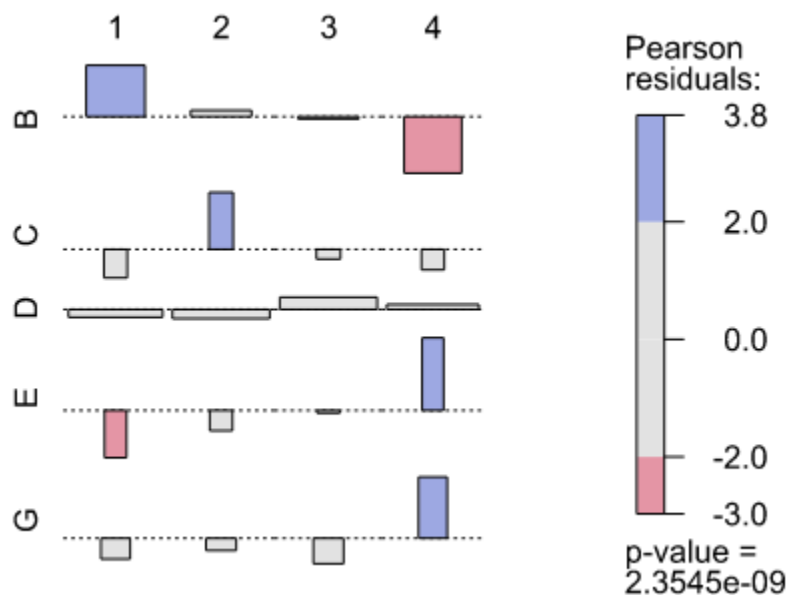 1 2 3 4
B
C
D
E
G
Pearson
residuals:
3.8
2.0
0.0
-2.0
-3.0
p-value =
2.3545e-09